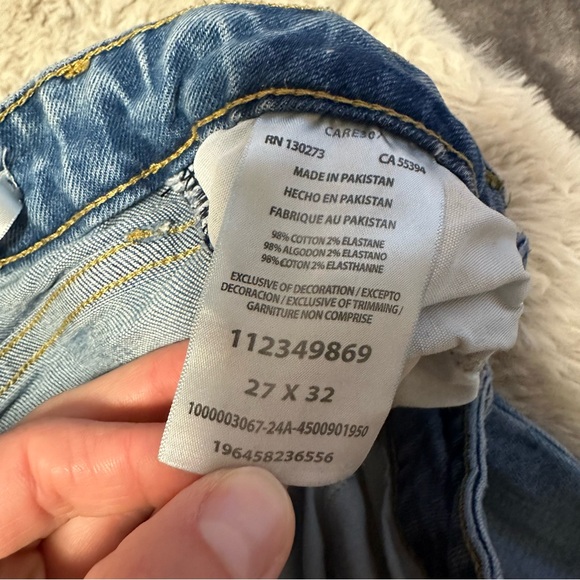 RN 130273 CA 55394
MADE IN PAKISTAN
HECHO EN PAKISTAN
FABRIQUE AU PAKISTAN
98% COTTON 2% ELASTANE
98% ALGODON 2% ELASTANO
98% COTON 2% ELASTHANNE
EXCLUSIVE OF DECORATION / EXCEPTO
DECORACION / EXCLUSIVE OF TRIMMING /
GARNITURE NON COMPRISE
112349869
27 X 32
1000003067-24A-4500901950
196458236556